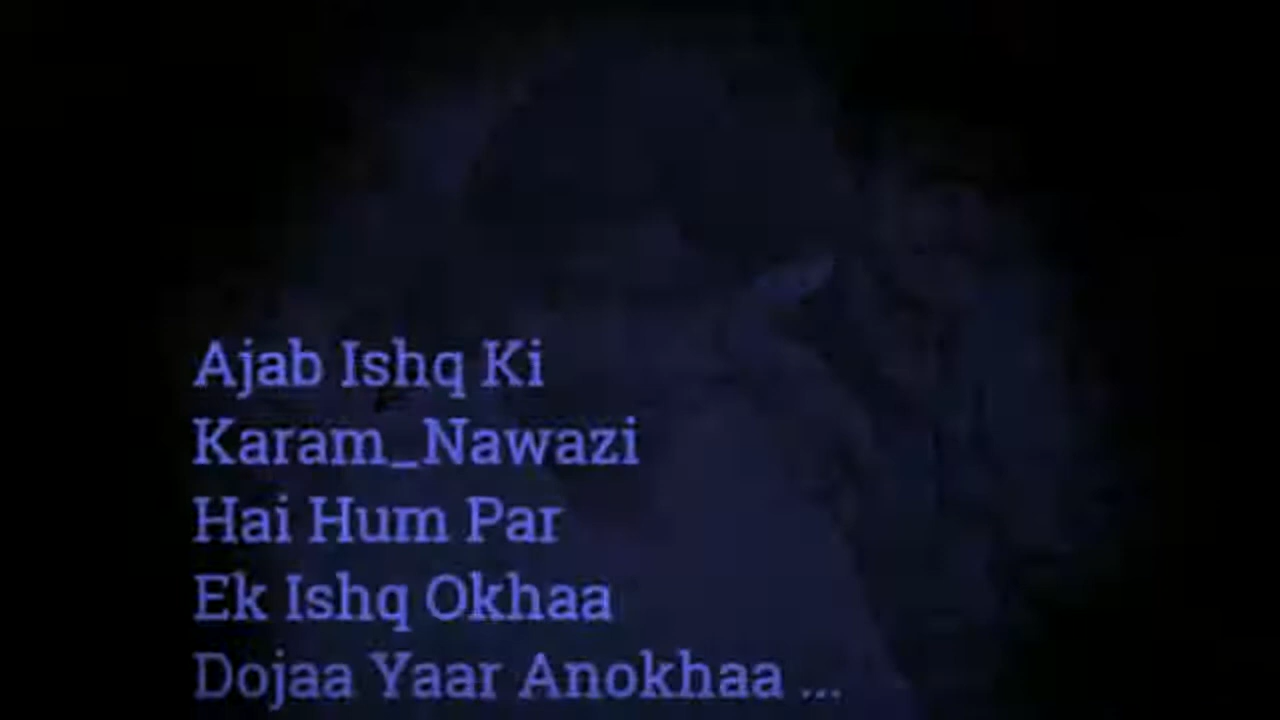 Ajab Ishq Ki
Karam_Nawazi
Hai Hum Par
Ek Ishq Okhaa
Dojaa Yaar Anokhaa ...